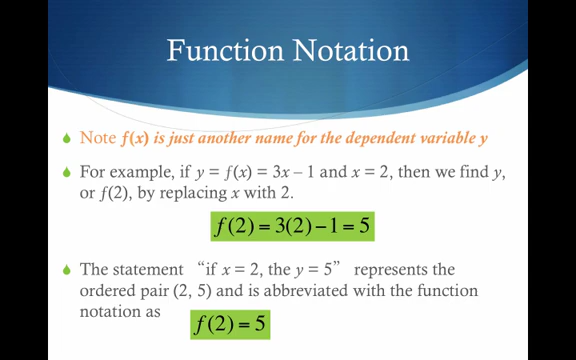 Function Notation
Note f(x) is just another name for the dependent variable y
For example, if y = f(x) = 3x – 1 and x = 2, then we find y,
or f(2), by replacing x with 2.
f(2) = 3(2) − 1 = 5
The statement “if x = 2, the y = 5” represents the
ordered pair (2, 5) and is abbreviated with the function
notation as
f(2) = 5